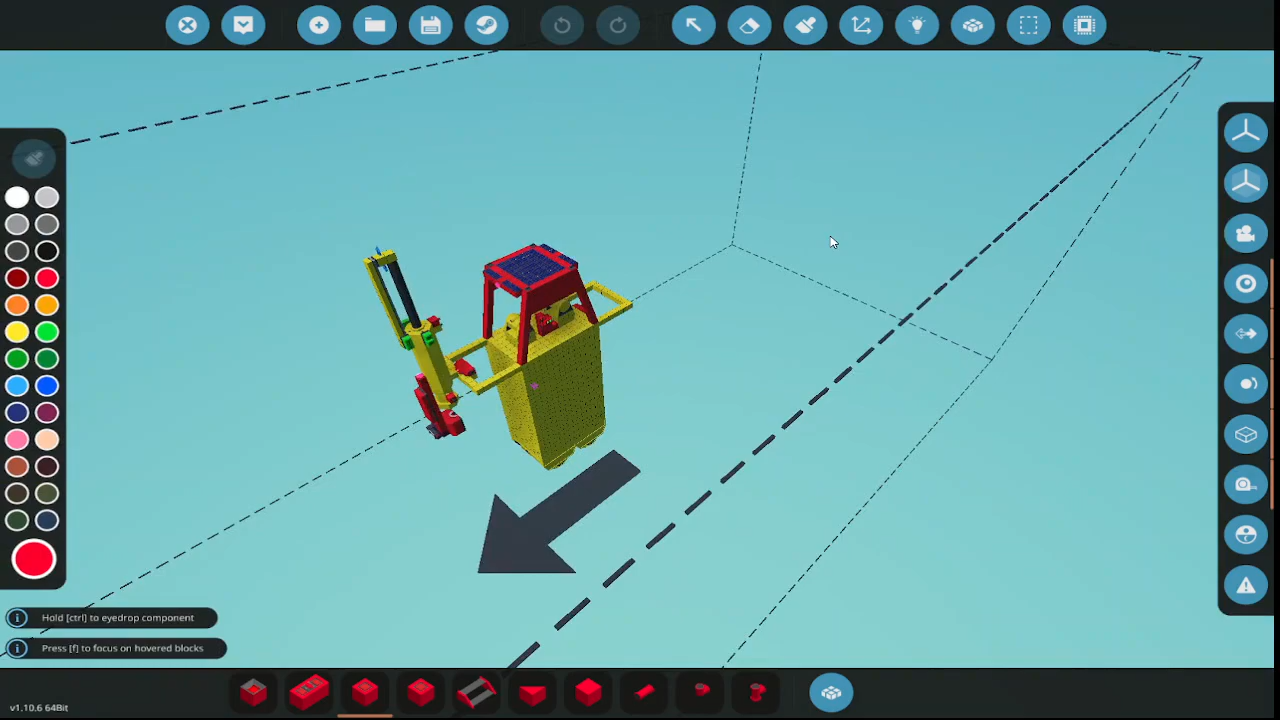 Hold [ctrl] to eyedrop component
Press [f] to focus on hovered blocks
v1.10.6 64Bit